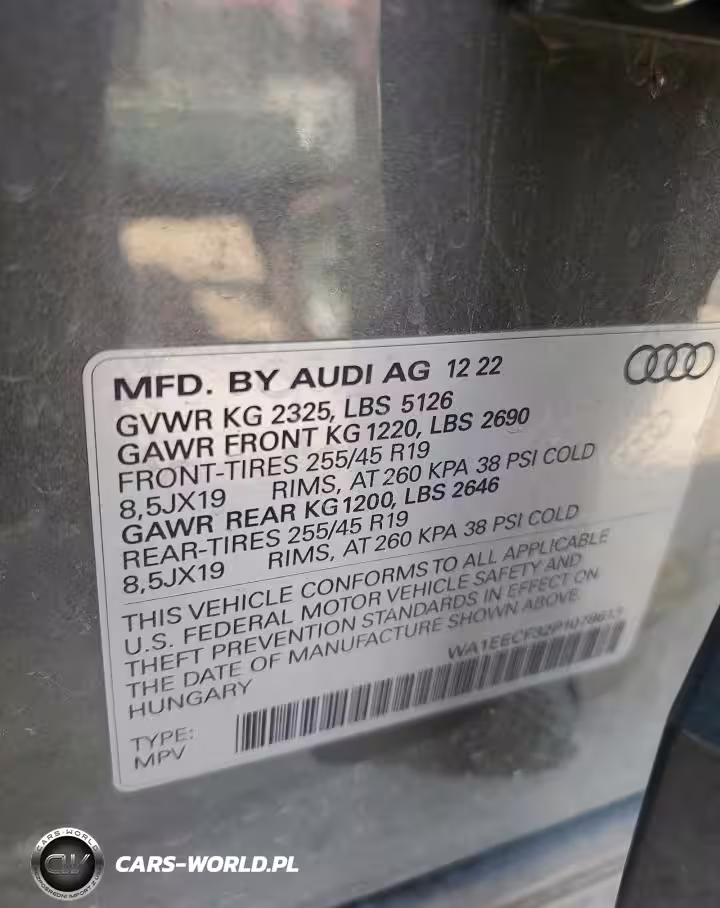 MFD. BY AUDI AG 12 22
GVWR KG 2325, LBS 5126
GAWR FRONT KG 1220, LBS 2690
FRONT-TIRES 255/45 R19
8,5JX19 RIMS, AT 260 KPA 38 PSI COLD
GAWR REAR KG 1200, LBS 2646
REAR-TIRES 255/45 R19
8,5JX19 RIMS, AT 260 KPA 38 PSI COLD
THIS VEHICLE CONFORMS TO ALL APPLICABLE
U.S. FEDERAL MOTOR VEHICLE SAFETY AND
THEFT PREVENTION STANDARDS IN EFFECT ON
THE DATE OF MANUFACTURE SHOWN ABOVE.
HUNGARY
TYPE:
MPV
CARS-WORLD
CW
CARS-WORLD.PL